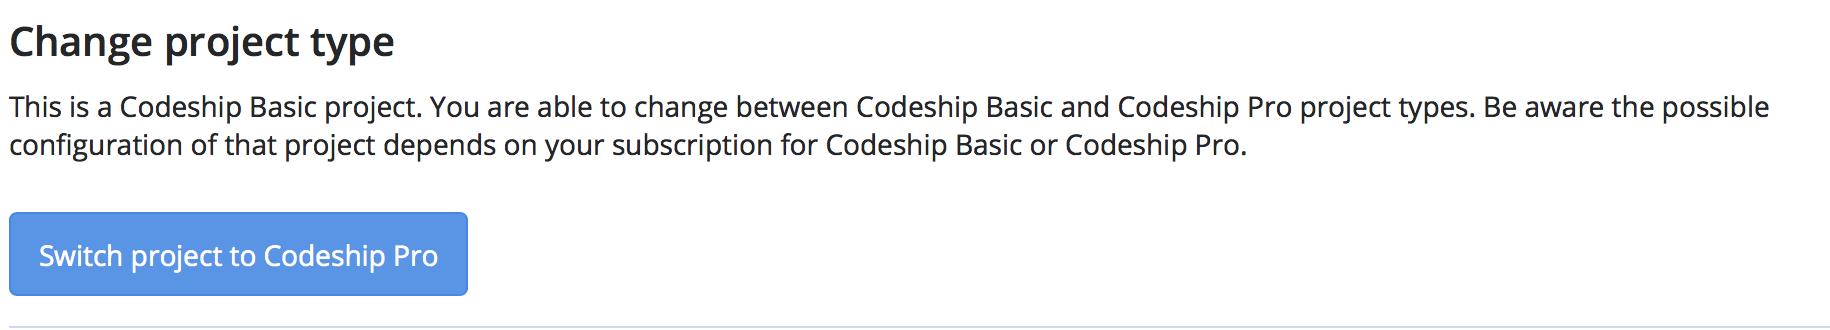 Change project type
This is a Codeship Basic project. You are able to change between Codeship Basic and Codeship Pro project types. Be aware the possible
configuration of that project depends on your subscription for Codeship Basic or Codeship Pro.
Switch project to Codeship Pro